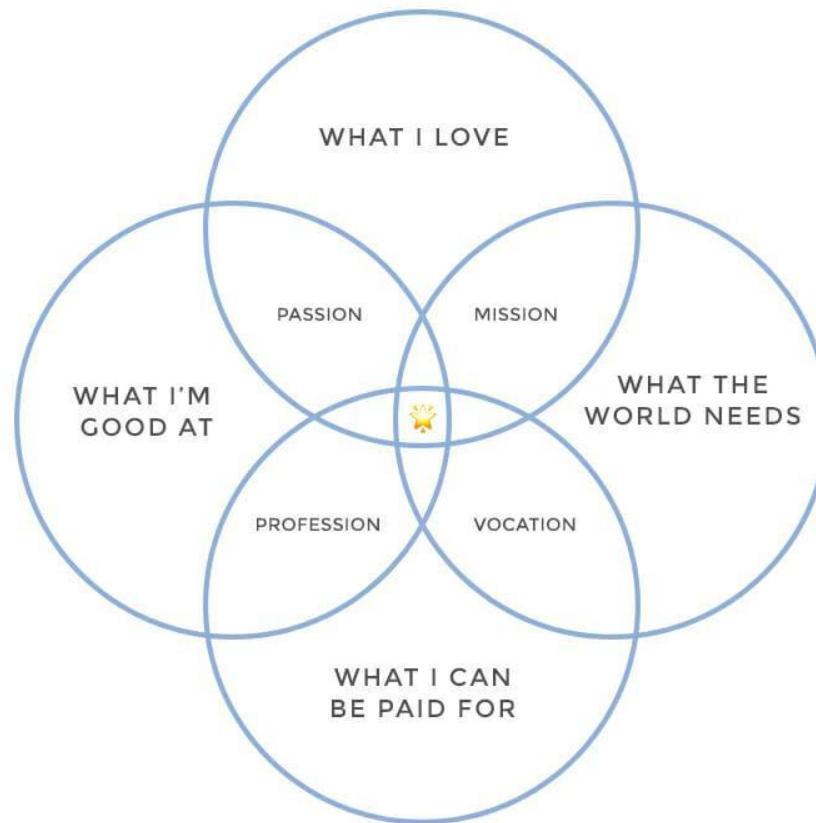 WHAT I LOVE
PASSION
MISSION
WHAT I'M
GOOD AT
WHAT THE
WORLD NEEDS
PROFESSION
VOCATION
WHAT I CAN
BE PAID FOR